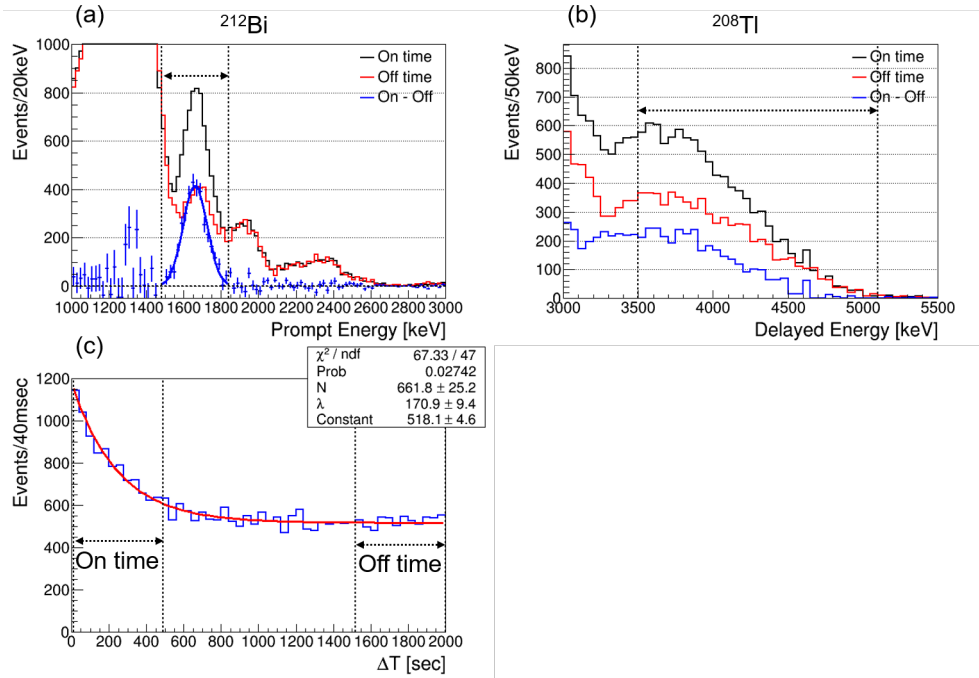 (a)
²¹²Bi
Events/20keV
1000
800
600
400
200
0
On time
Off time
On - Off
1000 1200 1400 1600 1800 2000 2200 2400 2600 2800 3000
Prompt Energy [keV]
(b)
²⁰⁸Tl
Events/50keV
800
700
600
500
400
300
200
100
0
On time
Off time
On - Off
3000 3500 4000 4500 5000 5500
Delayed Energy [keV]
(c)
χ² / ndf 67.33 / 47
Prob 0.02742
N 661.8 ± 25.2
λ 170.9 ± 9.4
Constant 518.1 ± 4.6
Events/40msec
1200
1000
800
600
400
200
0
On time
Off time
0 200 400 600 800 1000 1200 1400 1600 1800 2000
ΔT [sec]